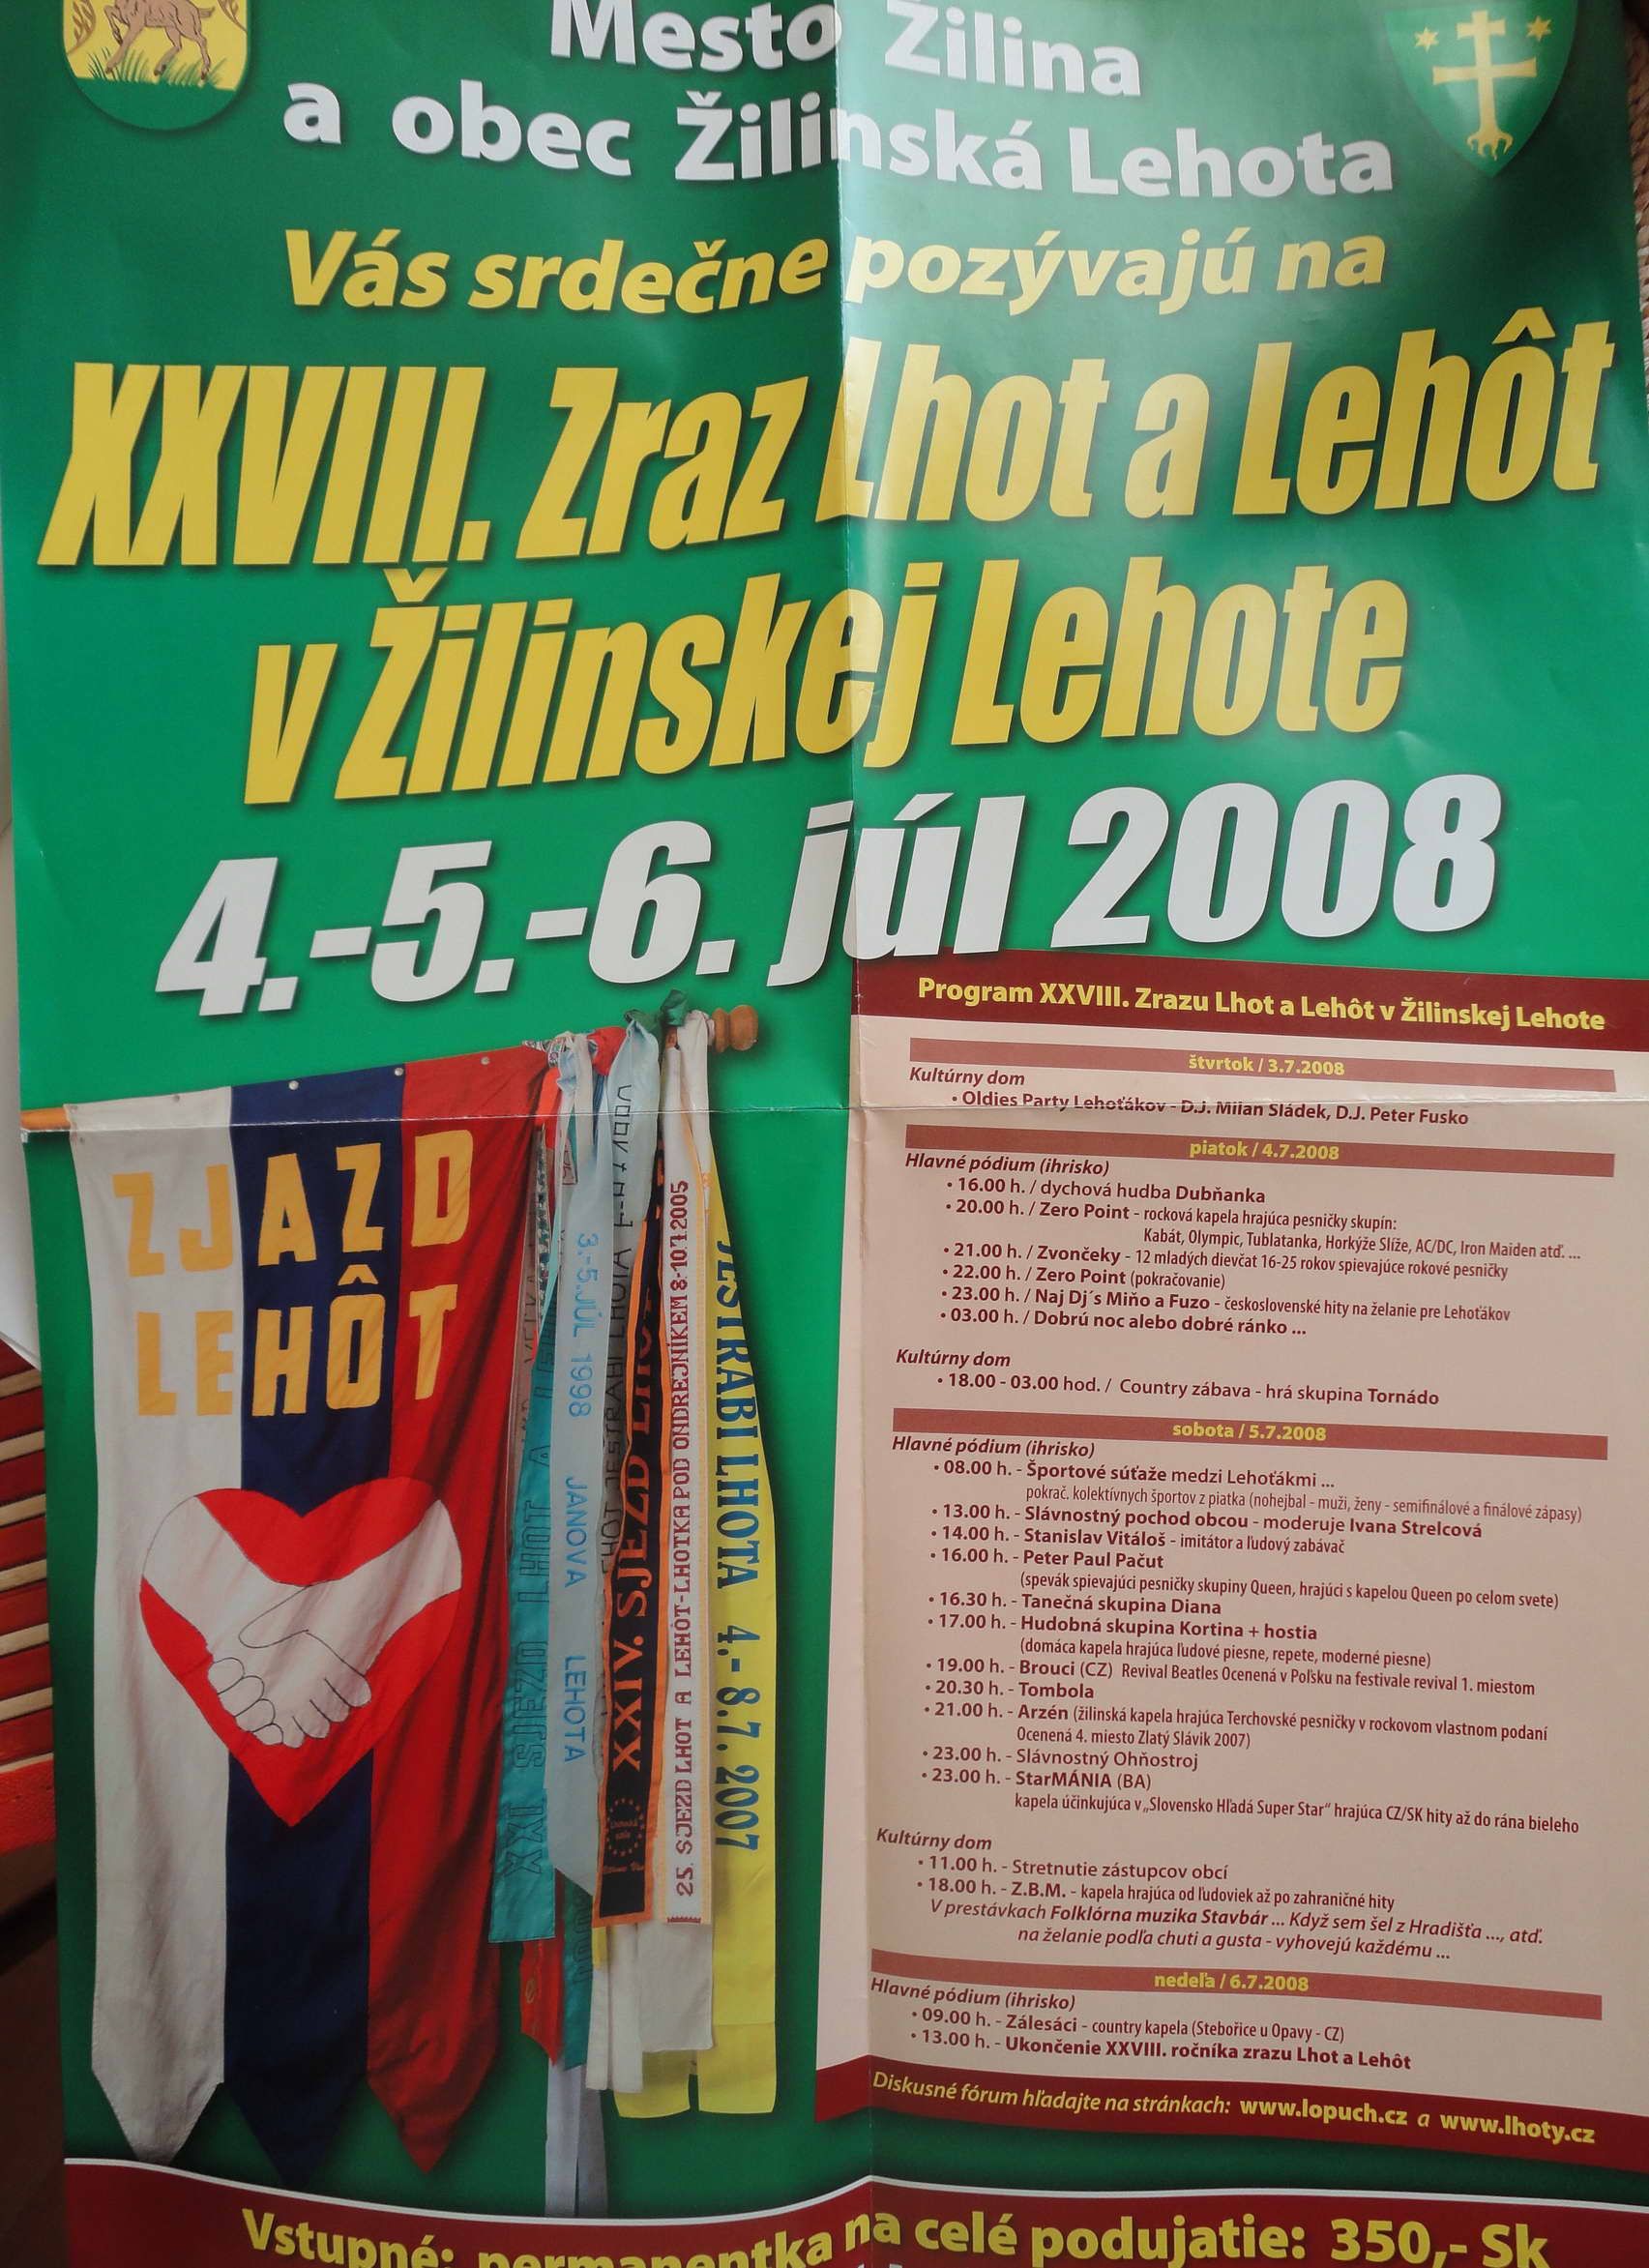 Mesto Žilina
a obec Žilinská Lehota
Vás srdečne pozývajú na
XXVIII. Zraz Lhot a Lehôt
v Žilinskej Lehote
4.-5.-6. júl 2008
ZJAZD
LEHÔT
XXI. SJEZD LHOT A
3.-5.JÚL 1998 JANOVA LEHOTA
XXIV. SJEZD LHOT
25. SJEZD LHOT A LEHÔT-LHOTKA POD ONDŘEJNÍKEM 8-10.7.2005
JESTŘABÍ LHOTA 4.- 8.7. 2007
Program XXVIII. Zrazu Lhot a Lehôt v Žilinskej Lehote
štvrtok / 3.7.2008
Kultúrny dom
• Oldies Party Lehoťákov - D.J. Milan Sládek, D.J. Peter Fusko
piatok / 4.7.2008
Hlavné pódium (ihrisko)
• 16.00 h. / dychová hudba Dubňanka
• 20.00 h. / Zero Point - rocková kapela hrajúca pesničky skupín:
Kabát, Olympic, Tublatanka, Horkýže Slíže, AC/DC, Iron Maiden atď. ...
• 21.00 h. / Zvončeky - 12 mladých dievčat 16-25 rokov spievajúce rokové pesničky
• 22.00 h. / Zero Point (pokračovanie)
• 23.00 h. / Naj Dj´s Miňo a Fuzo - československé hity na želanie pre Lehoťákov
• 03.00 h. / Dobrú noc alebo dobré ránko ...
Kultúrny dom
• 18.00 - 03.00 hod. / Country zábava - hrá skupina Tornádo
sobota / 5.7.2008
Hlavné pódium (ihrisko)
• 08.00 h. - Športové súťaže medzi Lehoťákmi ...
pokrač. kolektívnych športov z piatka (nohejbal - muži, ženy - semifinálové a finálové zápasy)
• 13.00 h. - Slávnostný pochod obcou - moderuje Ivana Strelcová
• 14.00 h. - Stanislav Vitáloš - imitátor a ľudový zabávač
• 16.00 h. - Peter Paul Pačut
(spevák spievajúci pesničky skupiny Queen, hrajúci s kapelou Queen po celom svete)
• 16.30 h. - Tanečná skupina Diana
• 17.00 h. - Hudobná skupina Kortina + hostia
(domáca kapela hrajúca ľudové piesne, repete, moderné piesne)
• 19.00 h. - Brouci (CZ) Revival Beatles Ocenená v Poľsku na festivale revival 1. miestom
• 20.30 h. - Tombola
• 21.00 h. - Arzén (žilinská kapela hrajúca Terchovské pesničky v rockovom vlastnom podaní
Ocenená 4. miesto Zlatý Slávik 2007)
• 23.00 h. - Slávnostný Ohňostroj
• 23.00 h. - StarMÁNIA (BA)
kapela účinkujúca v „Slovensko Hľadá Super Star“ hrajúca CZ/SK hity až do rána bieleho
Kultúrny dom
• 11.00 h. - Stretnutie zástupcov obcí
• 18.00 h. - Z.B.M. - kapela hrajúca od ľudoviek až po zahraničné hity
V prestávkach Folklórna muzika Stavbár ... Když sem šel z Hradišťa ..., atď.
na želanie podľa chuti a gusta - vyhovejú každému ...
nedeľa / 6.7.2008
Hlavné pódium (ihrisko)
• 09.00 h. - Zálesáci - country kapela (Stebořice u Opavy - CZ)
• 13.00 h. - Ukončenie XXVIII. ročníka zrazu Lhot a Lehôt
Diskusné fórum hľadajte na stránkach: www.lopuch.cz a www.lhoty.cz
Vstupné: permanentka na celé podujatie: 350,- Sk